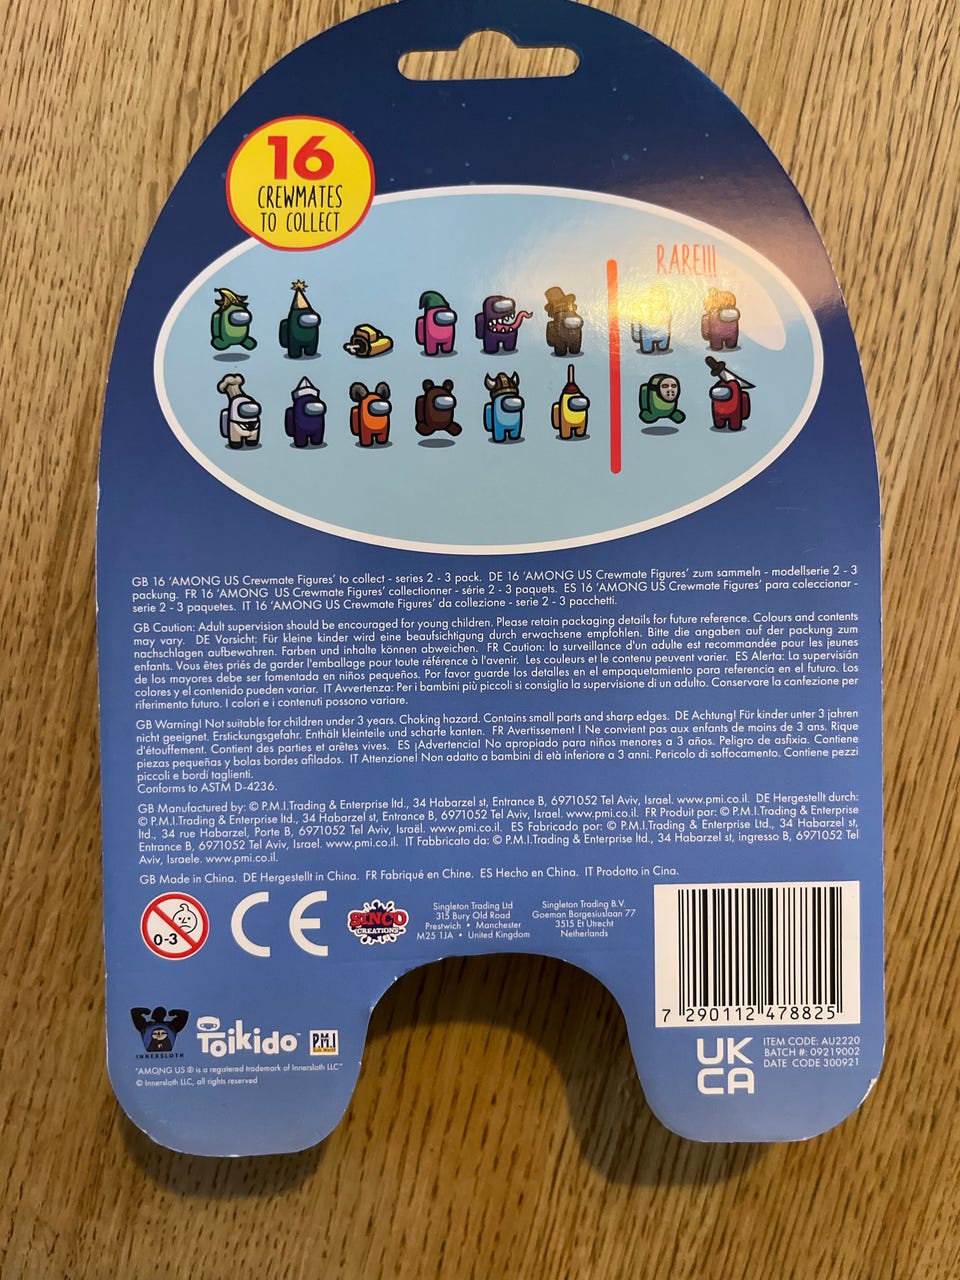 16
CREWMATES
TO COLLECT
RARE!!!
GB 16 'AMONG US Crewmate Figures' to collect - series 2 - 3 pack. DE 16 'AMONG US Crewmate Figures' zum sammeln - modellserie 2 - 3
packung. FR 16 'AMONG US Crewmate Figures' collectionner - série 2 - 3 paquets. ES 16 'AMONG US Crewmate Figures' para coleccionar -
serie 2 - 3 paquetes. IT 16 'AMONG US Crewmate Figures' da collezione - serie 2 - 3 pacchetti.
GB Caution: Adult supervision should be encouraged for young children. Please retain packaging details for future reference. Colours and contents
may vary. DE Vorsicht: Für kleine kinder wird eine beaufsichtigung durch erwachsene empfohlen. Bitte die angaben auf der packung zum
nachschlagen aufbewahren. Farben und inhalte können abweichen. FR Caution: la surveillance d'un adulte est recommandée pour les jeunes
enfants. Vous êtes priés de garder l'emballage pour toute référence à l'avenir. Les couleurs et le contenu peuvent varier. ES Alerta: La supervisión
de los mayores debe ser fomentada en niños pequeños. Por favor guarde los detalles en el empaquetamiento para referencia en el futuro. Los
colores y el contenido pueden variar. IT Avvertenza: Per i bambini più piccoli si consiglia la supervisione di un adulto. Conservare la confezione per
riferimento futuro. I colori e i contenuti possono variare.
GB Warning! Not suitable for children under 3 years. Choking hazard. Contains small parts and sharp edges. DE Achtung! Für kinder unter 3 jahren
nicht geeignet. Erstickungsgefahr. Enthält kleinteile und scharfe kanten. FR Avertissement ! Ne convient pas aux enfants de moins de 3 ans. Rique
d'étouffement. Contient des parties et arêtes vives. ES ¡Advertencia! No apropiado para niños menores a 3 años. Peligro de asfixia. Contiene
piezas pequeñas y bolas bordes afilados. IT Attenzione! Non adatto a bambini di età inferiore a 3 anni. Pericolo di soffocamento. Contiene pezzi
piccoli e bordí taglienti.
Conforms to ASTM D-4236.
GB Manufactured by: © P.M.I.Trading & Enterprise ltd., 34 Habarzel st, Entrance B, 6971052 Tel Aviv, Israel. www.pmi.co.il. DE Hergestellt durch:
© P.M.I.Trading & Enterprise ltd., 34 Habarzel st, Entrance B, 6971052 Tel Aviv, Israel. www.pmi.co.il. FR Produit par: © P.M.I.Trading & Enterprise
ltd., 34 rue Habarzel, Porte B, 6971052 Tel Aviv, Israël. www.pmi.co.il. ES Fabricado por: © P.M.I.Trading & Enterprise Ltd., 34 Habarzel st,
Entrance B, 6971052 Tel Aviv, Israel. www.pmi.co.il. IT Fabbricato da: © P.M.I.Trading & Enterprise ltd., 34 Habarzel st, ingresso B, 6971052 Tel
Aviv, Israele. www.pmi.co.il.
GB Made in China. DE Hergestellt in China. FR Fabriqué en Chine. ES Hecho en China. IT Prodotto in Cina.
0-3
CE
SINCO
CREATIONS
Singleton Trading Ltd
315 Bury Old Road
Prestwich • Manchester
M25 1JA • United Kingdom
Singleton Trading B.V.
Goeman Borgesiuslaan 77
3515 Et Utrecht
Netherlands
7 290112 478825
INNERSLOTH
Toikido™
P.M.I
Kids World
"AMONG US ® is a registered trademark of Innersloth LLC"
© Innersloth LLC, all rights reserved
UK
CA
ITEM CODE: AU2220
BATCH #: 09219002
DATE CODE 300921